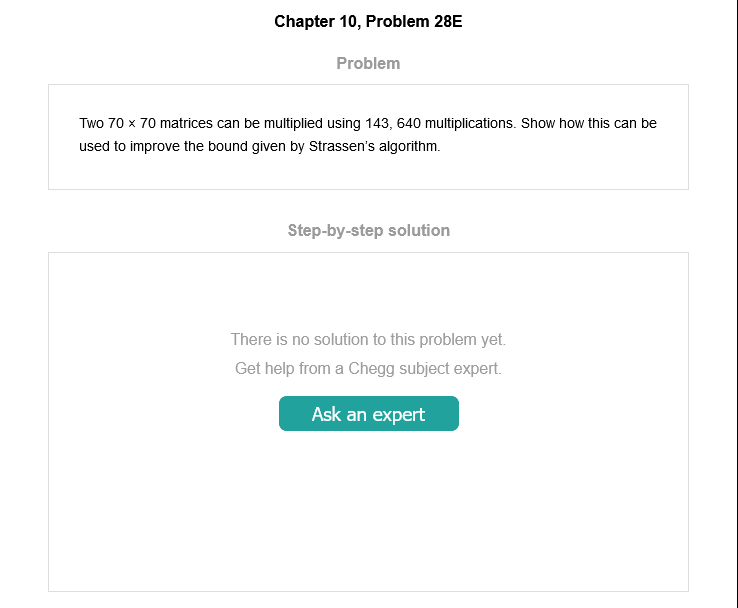 Chapter 10, Problem 28E
Problem
Two 70 × 70 matrices can be multiplied using 143, 640 multiplications. Show how this can be
used to improve the bound given by Strassen's algorithm.
Step-by-step solution
There is no solution to this problem yet.
Get help from a Chegg subject expert.
Ask an expert